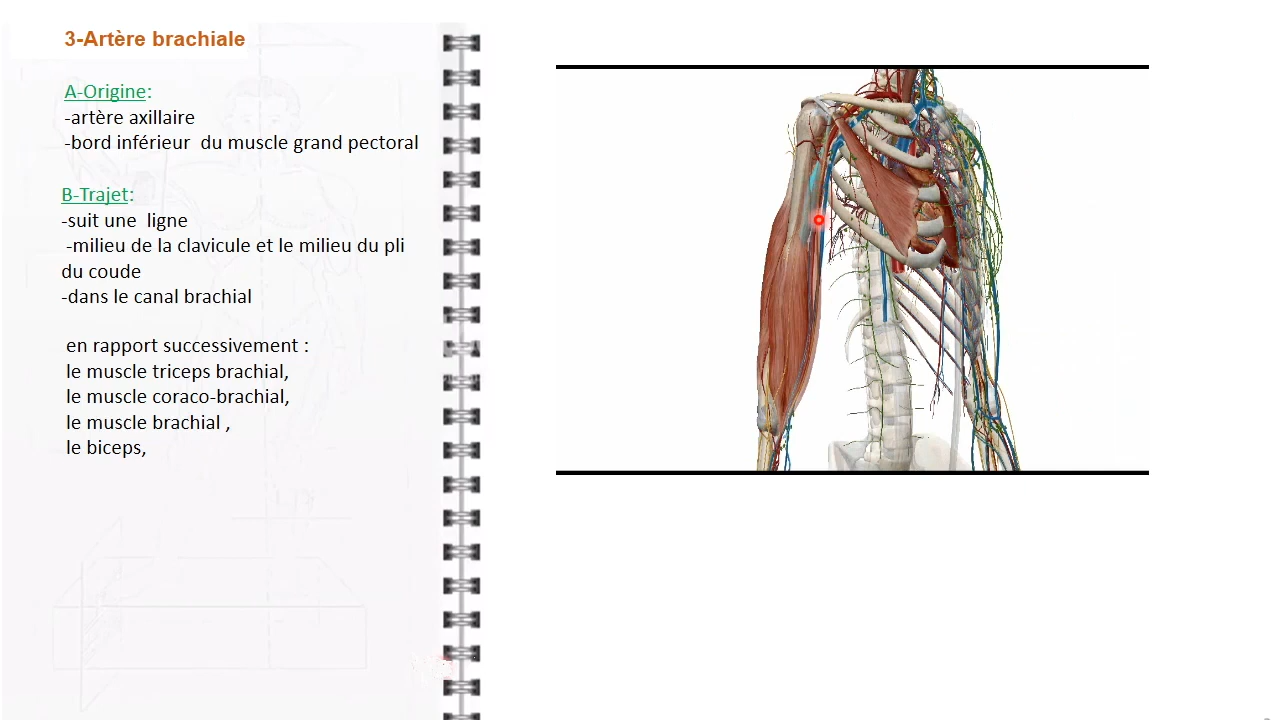 3-Artère brachiale
A-Origine:
-artère axillaire
-bord inférieur  du muscle grand pectoral
B-Trajet:
-suit une  ligne
-milieu de la clavicule et le milieu du pli
du coude
-dans le canal brachial
en rapport successivement :
le muscle triceps brachial,
le muscle coraco-brachial,
le muscle brachial ,
le biceps,